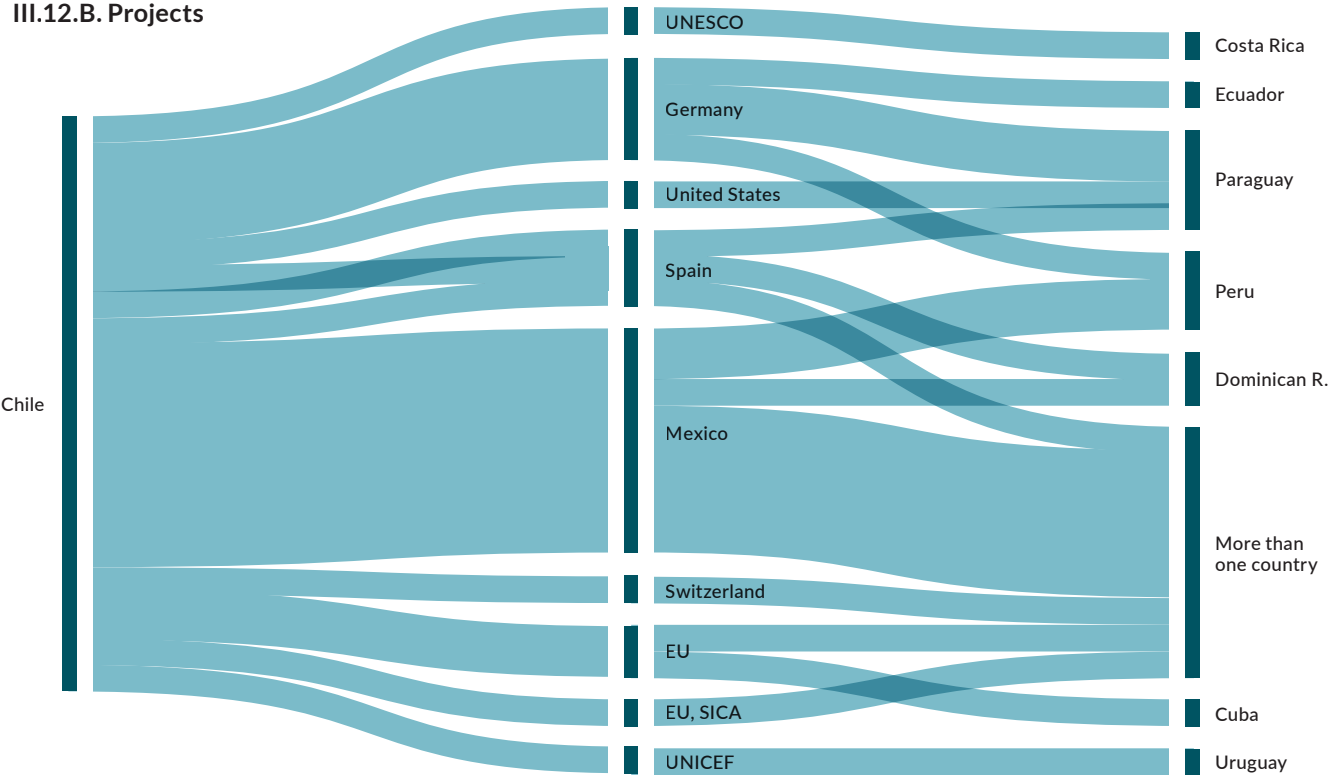 III.12.B. Projects
Chile
UNESCO
Germany
United States
Spain
Mexico
Switzerland
EU
EU, SICA
UNICEF
Costa Rica
Ecuador
Paraguay
Peru
Dominican R.
More than
one country
Cuba
Uruguay